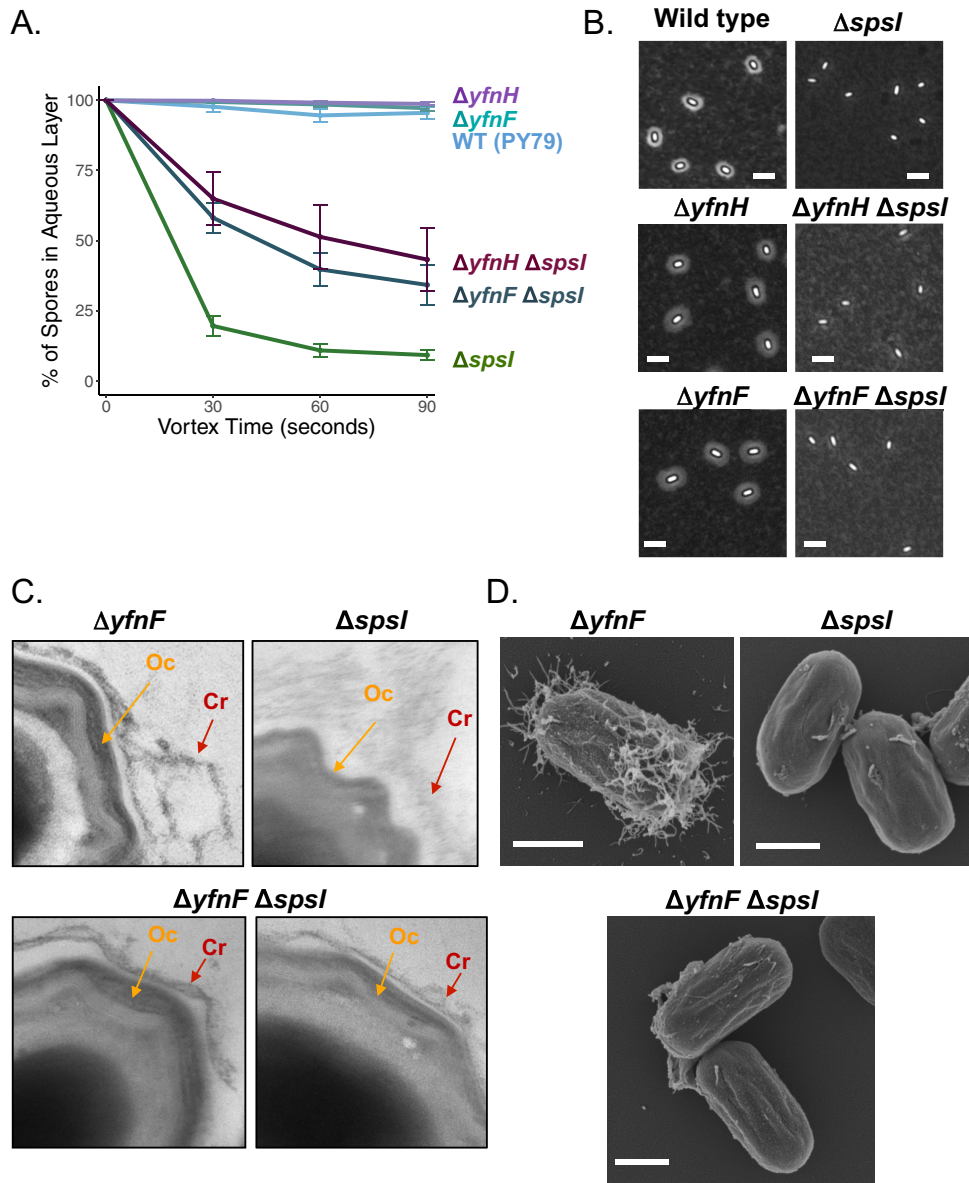 A.
% of Spores in Aqueous Layer
100
75
50
25
0
0 30 60 90
Vortex Time (seconds)
ΔyfnH
ΔyfnF
WT (PY79)
ΔyfnH ΔspsI
ΔyfnF ΔspsI
ΔspsI
B.
Wild type ΔspsI
ΔyfnH ΔyfnH ΔspsI
ΔyfnF ΔyfnF ΔspsI
C.
ΔyfnF ΔspsI
Oc
Cr
Oc
Cr
ΔyfnF ΔspsI
Oc
Cr
Oc
Cr
D.
ΔyfnF ΔspsI
ΔyfnF ΔspsI